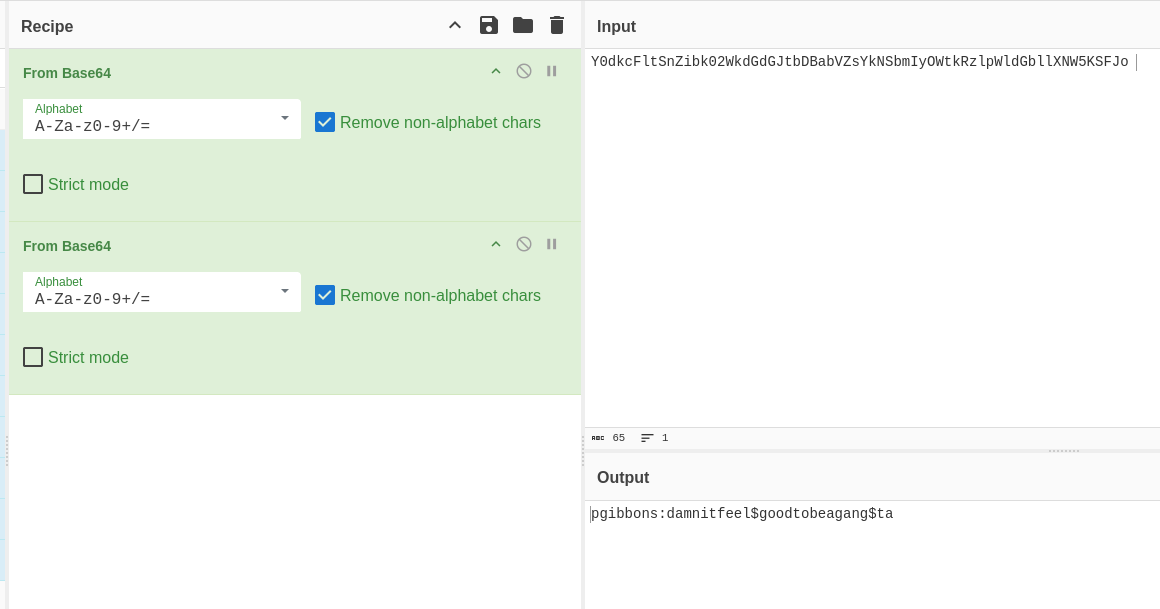 Recipe
From Base64
Alphabet
A-Za-z0-9+/=
Remove non-alphabet chars
Strict mode
From Base64
Alphabet
A-Za-z0-9+/=
Remove non-alphabet chars
Strict mode
Input
Y0dkcFltSnZibk02WkdGdGJtbDBabVZsYkNSbmIyOWtkRzlpWldGbllXNW5KSFJo
ABC 65 1
Output
pgibbons:damnitfeel$goodtobeagang$ta